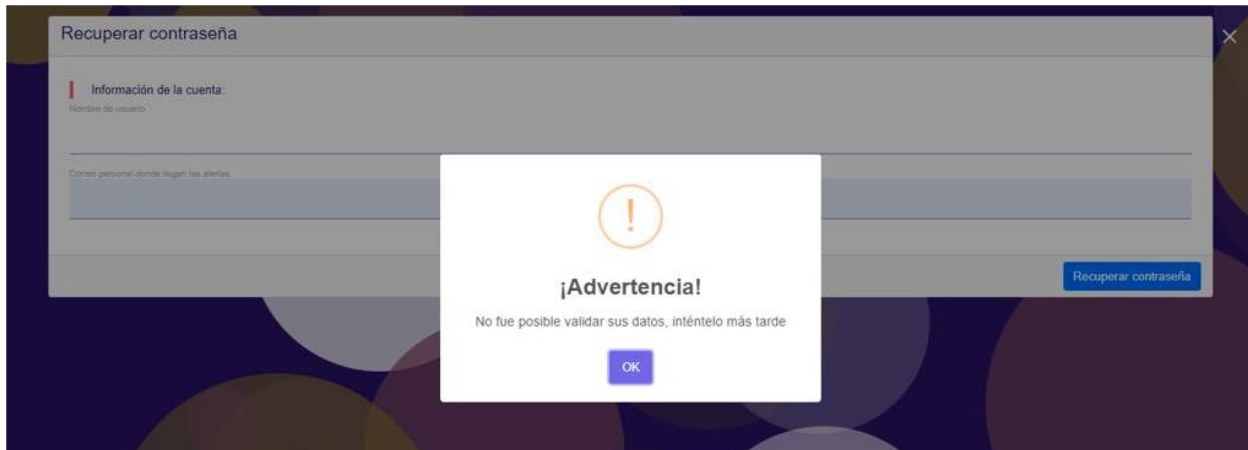 Recuperar contraseña
Información de la cuenta:
Nombre de usuario
Correo personal donde llegan las alertas
Recuperar contraseña
!
¡Advertencia!
No fue posible validar sus datos, inténtelo más tarde
OK